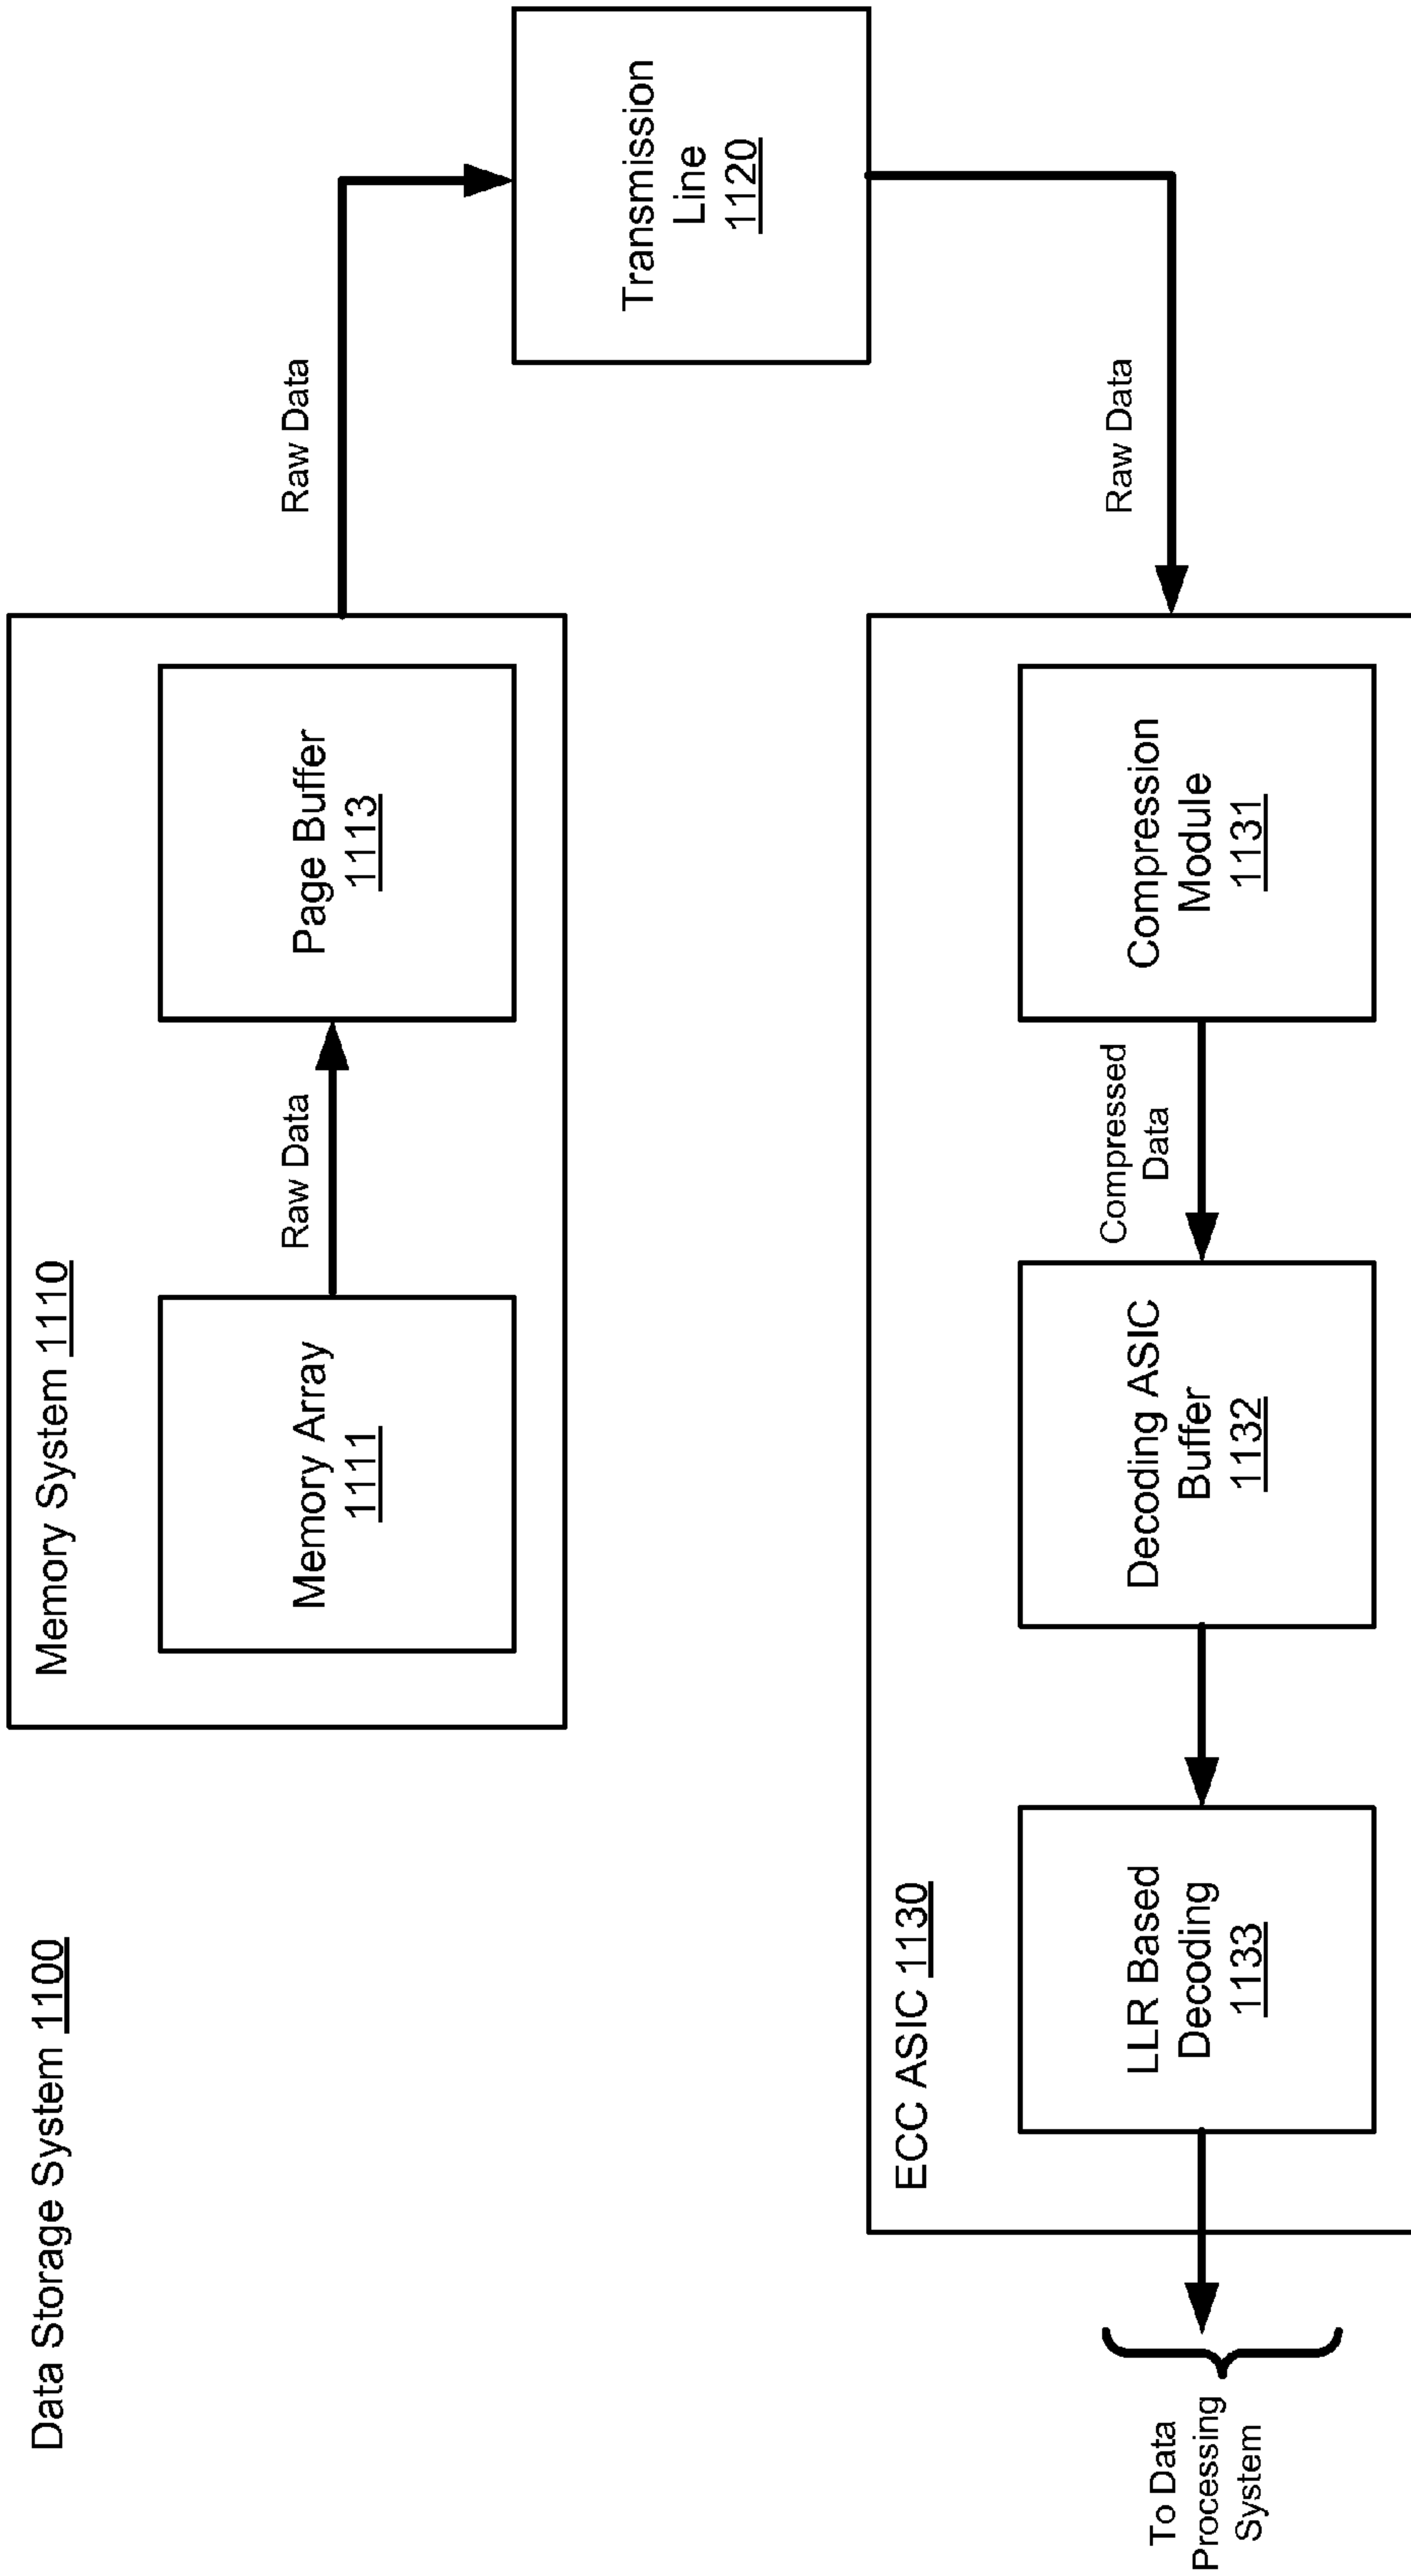 Data Storage System 1100
Memory System 1110
Memory Array
1111
Raw Data
Page Buffer
1113
Raw Data
Transmission
Line
1120
Raw Data
ECC ASIC 1130
Compression
Module
1131
Compressed
Data
Decoding ASIC
Buffer
1132
LLR Based
Decoding
1133
To Data
Processing
System